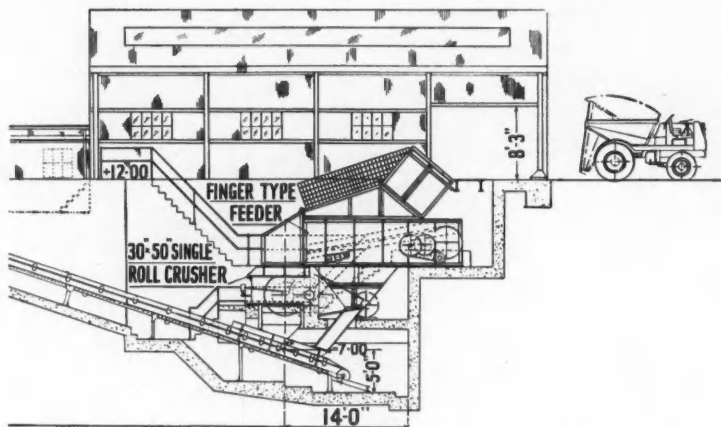 8'-3"
+12·00
FINGER TYPE
FEEDER
30"×50" SINGLE
ROLL CRUSHER
-7·00
5'-0"
14'-0"